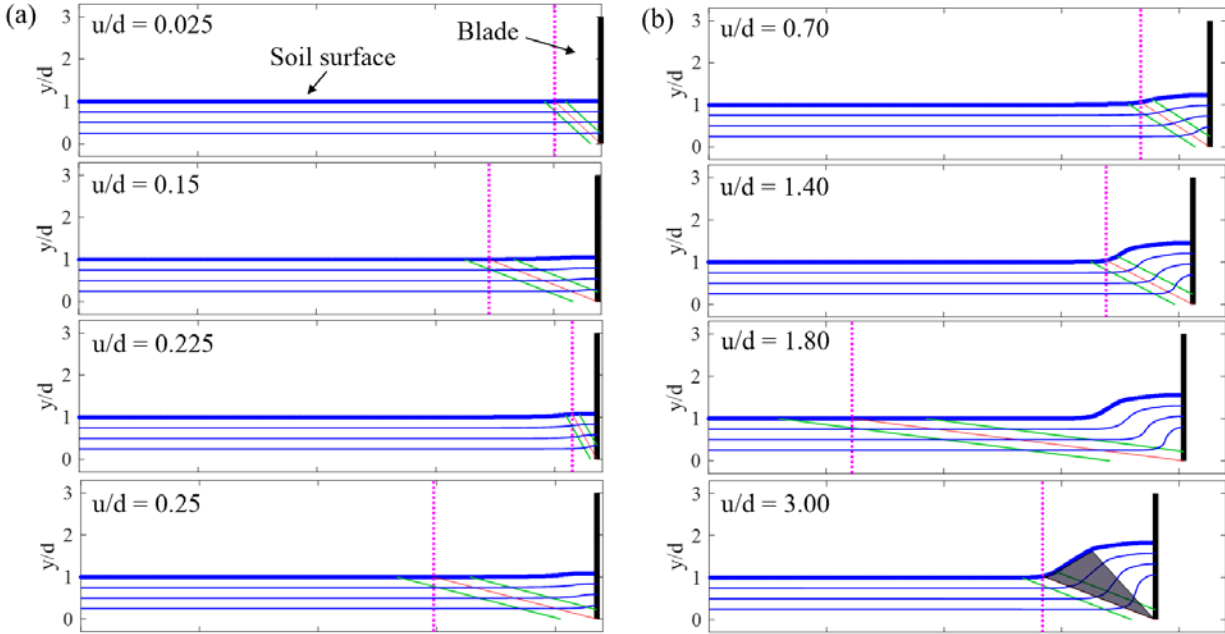 (a)
u/d = 0.025
Blade
Soil surface
y/d
3
2
1
0
u/d = 0.15
y/d
3
2
1
0
u/d = 0.225
y/d
3
2
1
0
u/d = 0.25
y/d
3
2
1
0
(b)
u/d = 0.70
y/d
3
2
1
0
u/d = 1.40
y/d
3
2
1
0
u/d = 1.80
y/d
3
2
1
0
u/d = 3.00
y/d
3
2
1
0